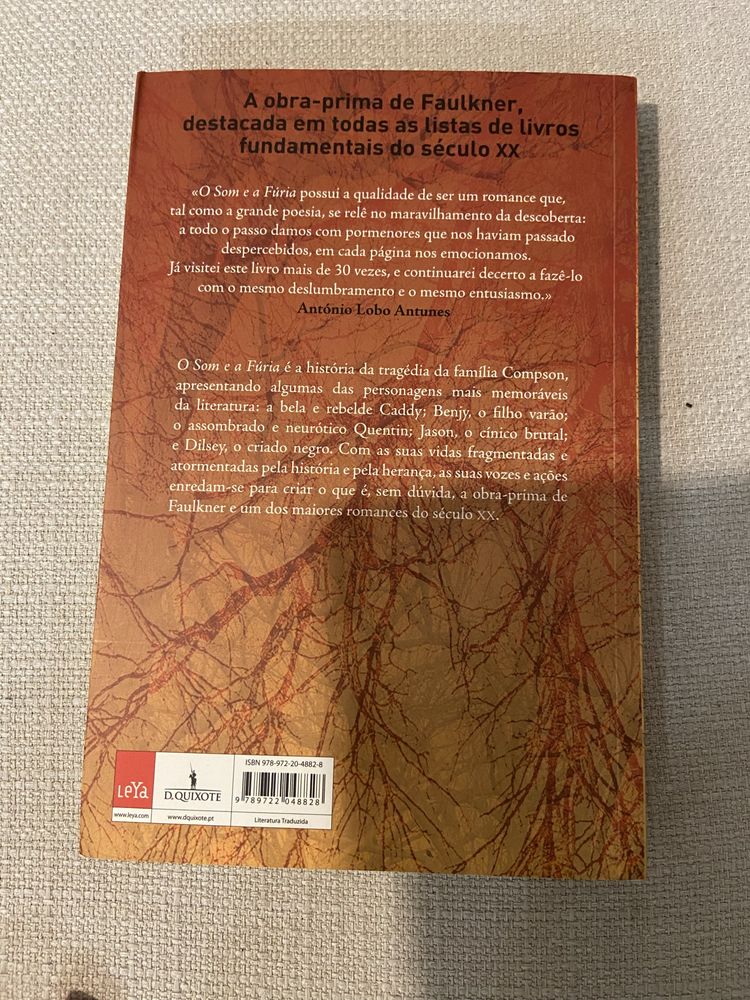 A obra-prima de Faulkner,
destacada em todas as listas de livros
fundamentais do século XX
«O Som e a Fúria possui a qualidade de ser um romance que,
tal como a grande poesia, se relê no maravilhamento da descoberta:
a todo o passo damos com pormenores que nos haviam passado
despercebidos, em cada página nos emocionamos.
Já visitei este livro mais de 30 vezes, e continuarei decerto a fazê-lo
com o mesmo deslumbramento e o mesmo entusiasmo.»
António Lobo Antunes
O Som e a Fúria é a história da tragédia da família Compson,
apresentando algumas das personagens mais memoráveis
da literatura: a bela e rebelde Caddy; Benjy, o filho varão;
o assombrado e neurótico Quentin; Jason, o cínico brutal;
e Dilsey, o criado negro. Com as suas vidas fragmentadas e
atormentadas pela história e pela herança, as suas vozes e ações
enredam-se para criar o que é, sem dúvida, a obra-prima de
Faulkner e um dos maiores romances do século XX.
ISBN 978-972-20-4882-8
LEYA
D.QUIXOTE
9 789722 048828
www.leya.com
www.dquixote.pt
Literatura Traduzida